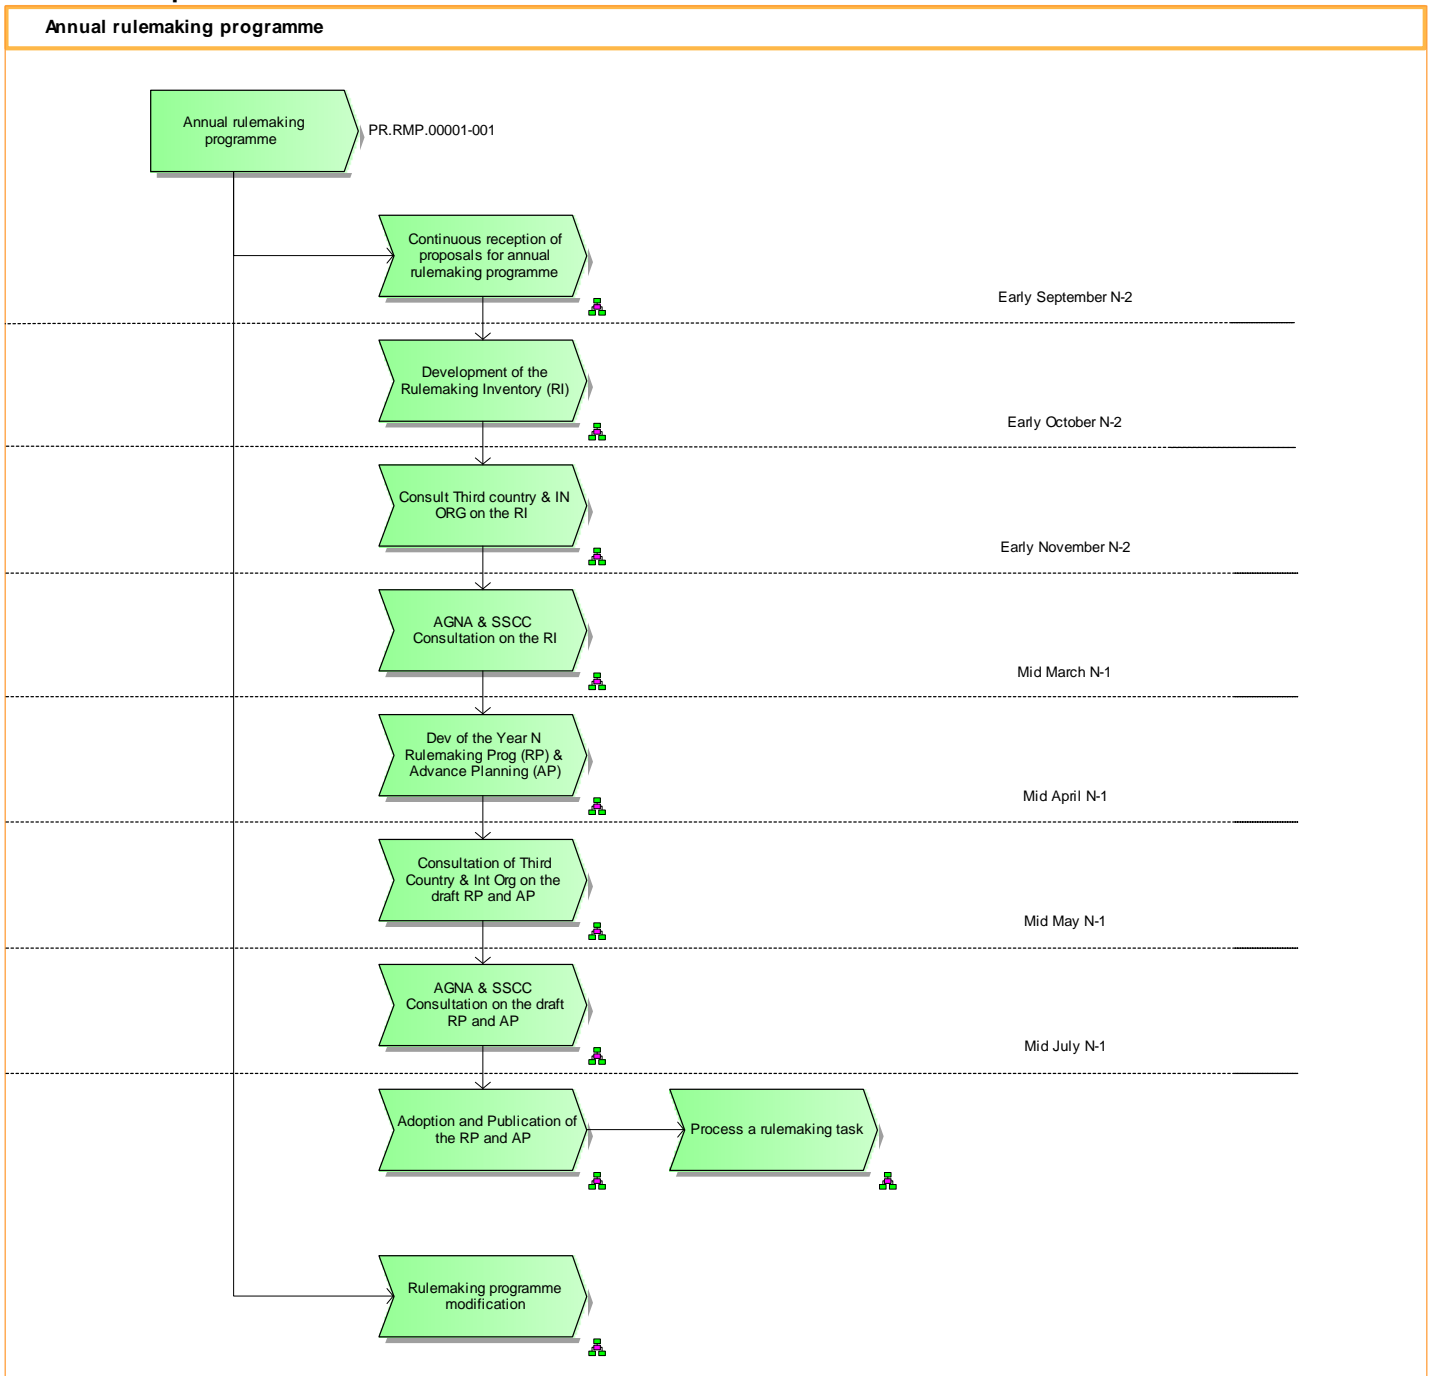 Annual rulemaking programme
Annual rulemaking
programme
PR.RMP.00001-001
Continuous reception of
proposals for annual
rulemaking programme
Early September N-2
Development of the
Rulemaking Inventory (RI)
Early October N-2
Consult Third country & IN
ORG on the RI
Early November N-2
AGNA & SSCC
Consultation on the RI
Mid March N-1
Dev of the Year N
Rulemaking Prog (RP) &
Advance Planning (AP)
Mid April N-1
Consultation of Third
Country & Int Org on the
draft RP and AP
Mid May N-1
AGNA & SSCC
Consultation on the draft
RP and AP
Mid July N-1
Adoption and Publication of
the RP and AP
Process a rulemaking task
Rulemaking programme
modification